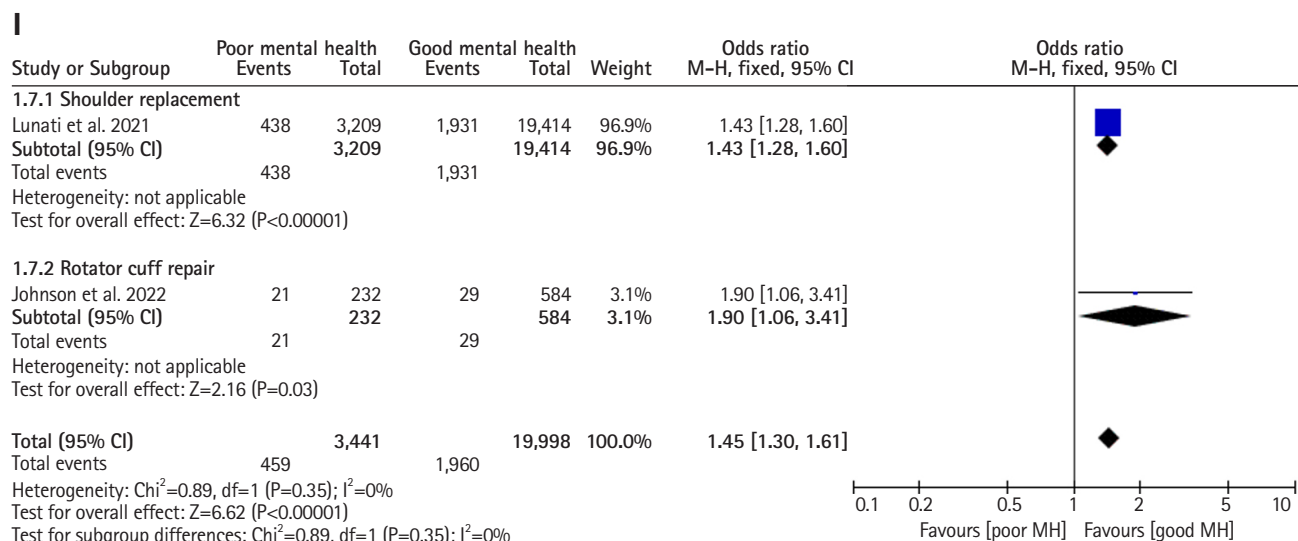 I
Poor mental health Good mental health Odds ratio Odds ratio
Study or Subgroup Events Total Events Total Weight M-H, fixed, 95% CI M-H, fixed, 95% CI
1.7.1 Shoulder replacement
Lunati et al. 2021 438 3,209 1,931 19,414 96.9% 1.43 [1.28, 1.60]
Subtotal (95% CI) 3,209 19,414 96.9% 1.43 [1.28, 1.60]
Total events 438 1,931
Heterogeneity: not applicable
Test for overall effect: Z=6.32 (P<0.00001)
1.7.2 Rotator cuff repair
Johnson et al. 2022 21 232 29 584 3.1% 1.90 [1.06, 3.41]
Subtotal (95% CI) 232 584 3.1% 1.90 [1.06, 3.41]
Total events 21 29
Heterogeneity: not applicable
Test for overall effect: Z=2.16 (P=0.03)
Total (95% CI) 3,441 19,998 100.0% 1.45 [1.30, 1.61]
Total events 459 1,960
Heterogeneity: Chi²=0.89, df=1 (P=0.35); I²=0%
Test for overall effect: Z=6.62 (P<0.00001)
Test for subgroup differences: Chi²=0.89, df=1 (P=0.35); I²=0%
0.1 0.2 0.5 1 2 5 10
Favours [poor MH] Favours [good MH]